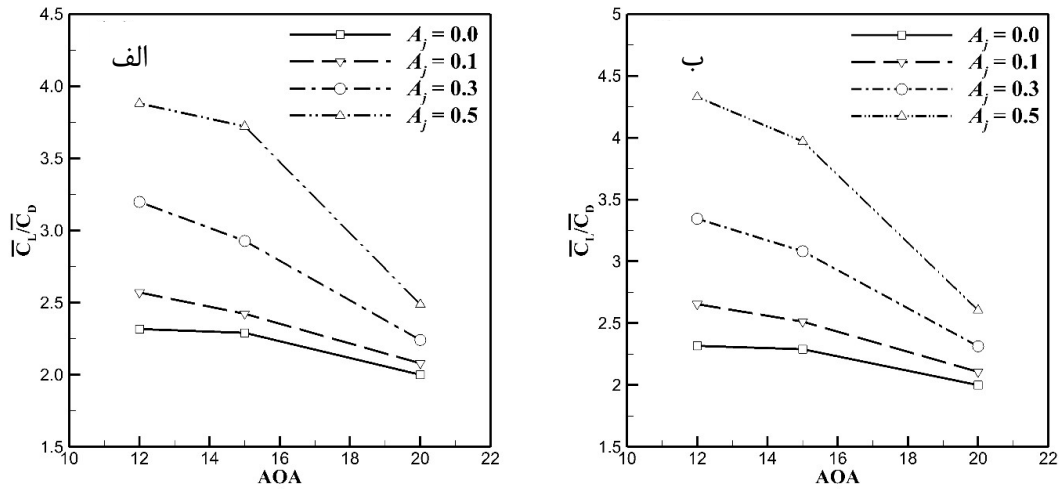 الف
A_j = 0.0
A_j = 0.1
A_j = 0.3
A_j = 0.5
4.5
4.0
3.5
3.0
2.5
2.0
1.5
C̅_L/C̅_D
10 12 14 16 18 20 22
AOA
ب
A_j = 0.0
A_j = 0.1
A_j = 0.3
A_j = 0.5
5
4.5
4
3.5
3
2.5
2
1.5
C̅_L/C̅_D
10 12 14 16 18 20 22
AOA